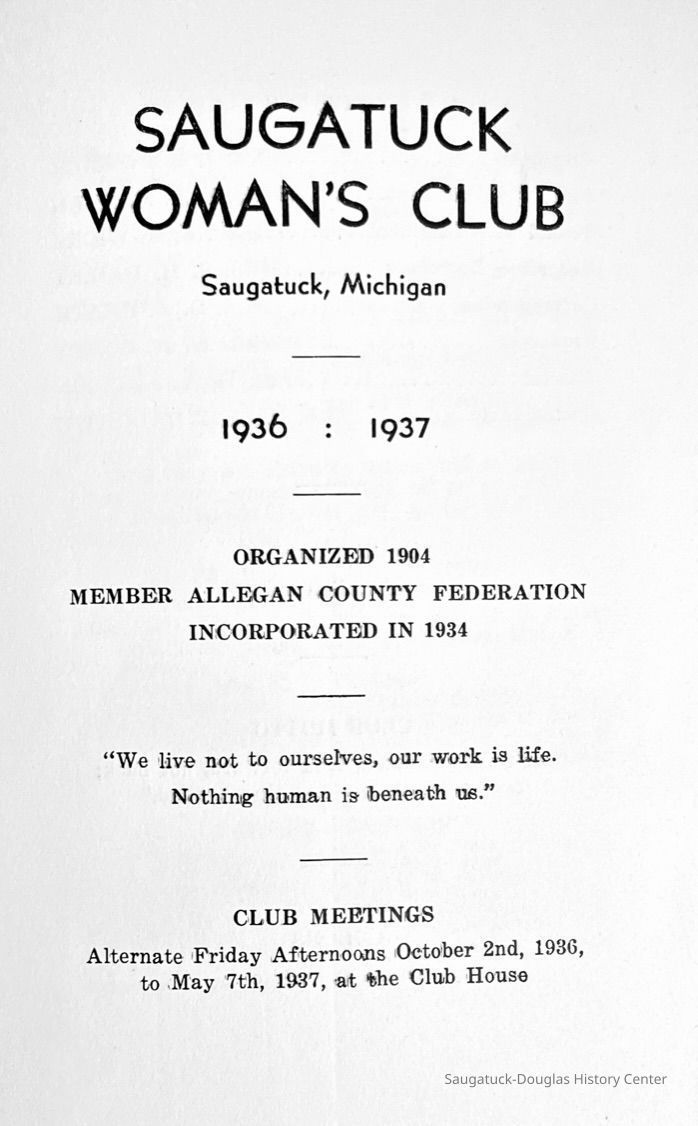 SAUGATUCK
WOMAN'S CLUB
Saugatuck, Michigan
1936 : 1937
ORGANIZED 1904
MEMBER ALLEGAN COUNTY FEDERATION
INCORPORATED IN 1934
“We live not to ourselves, our work is life.
Nothing human is beneath us.”
CLUB MEETINGS
Alternate Friday Afternoons October 2nd, 1936,
to May 7th, 1937, at the Club House
Saugatuck-Douglas History Center